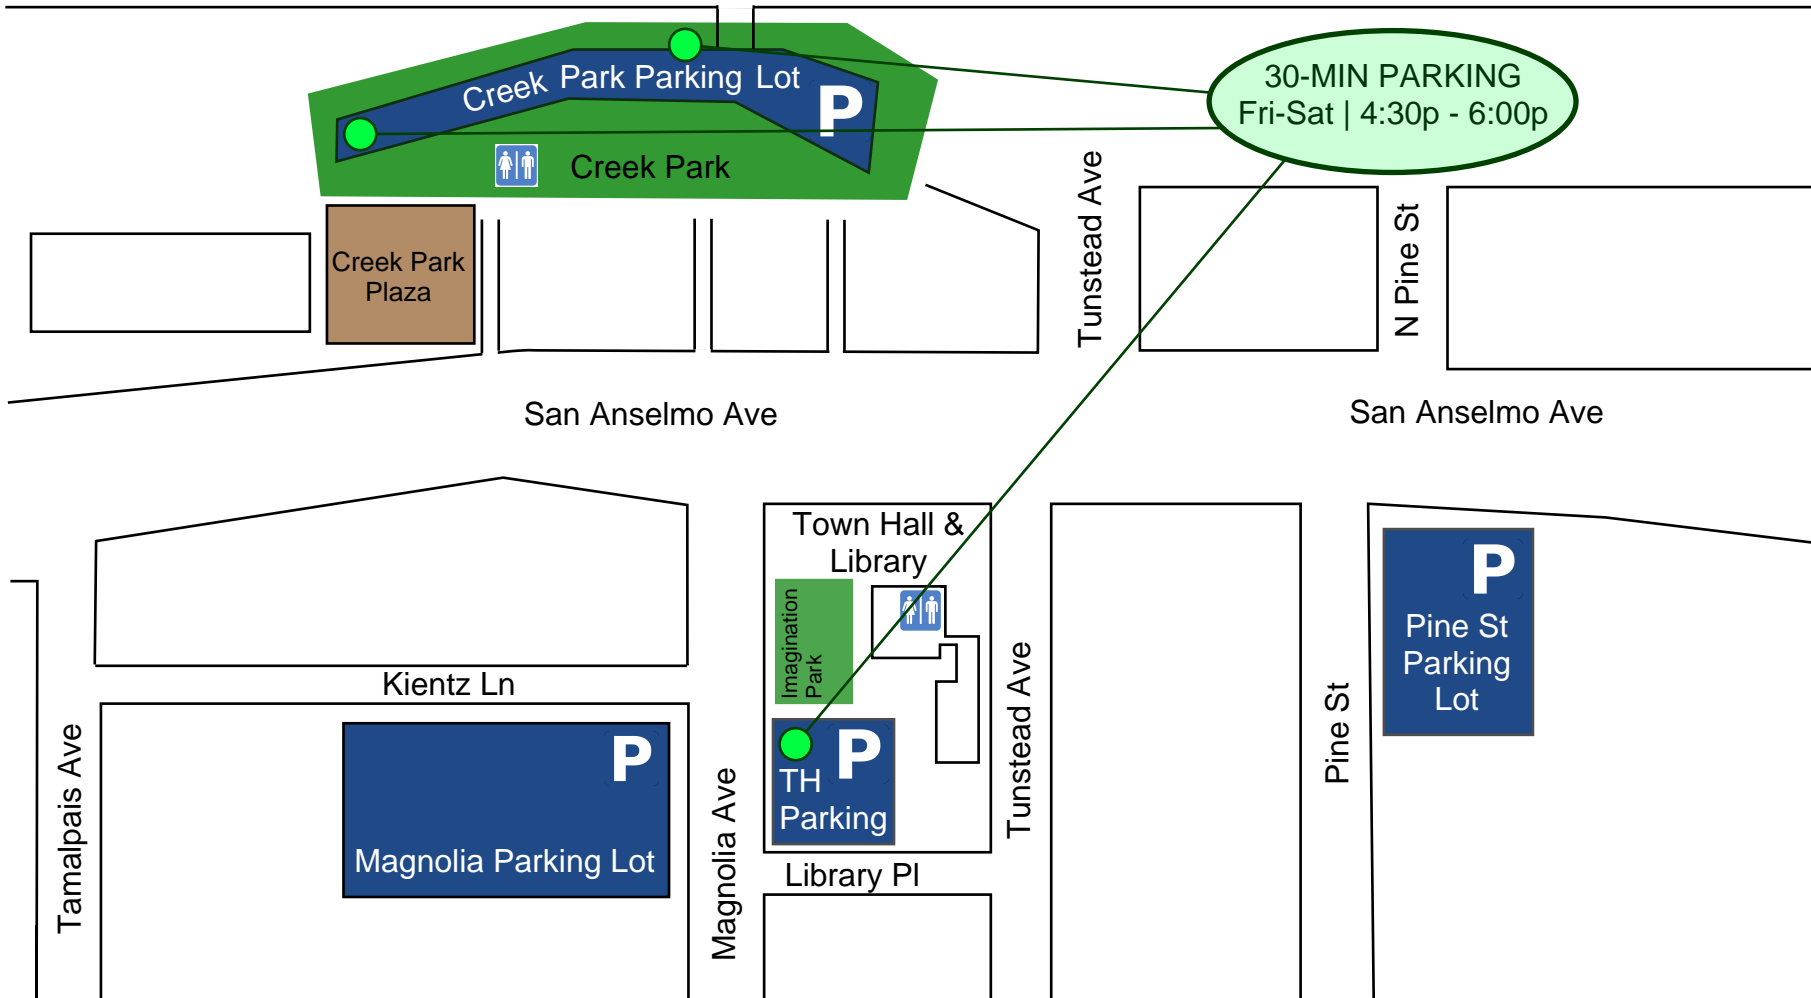 Creek Park Parking Lot
P
30-MIN PARKING
Fri-Sat | 4:30p - 6:00p
Creek Park
Creek Park
Plaza
Tunstead Ave
N Pine St
San Anselmo Ave
San Anselmo Ave
Town Hall &
Library
Imagination
Park
P
Pine St
Parking
Lot
Kientz Ln
Tamalpais Ave
P
Magnolia Parking Lot
Magnolia Ave
P
TH
Parking
Tunstead Ave
Pine St
Library Pl